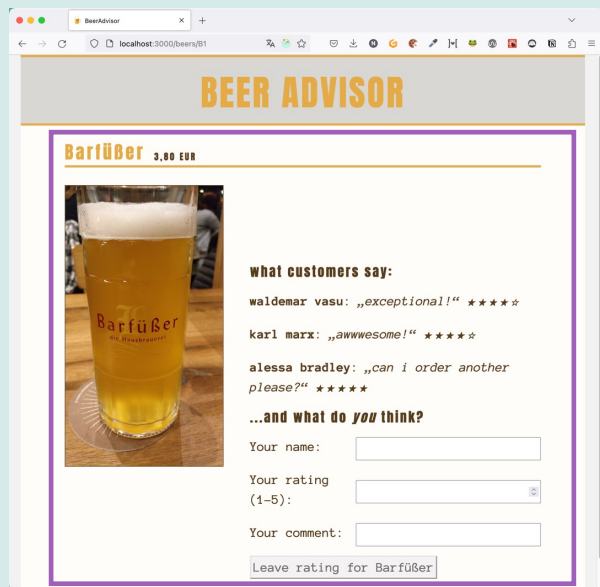 BeerAdvisor
localhost:3000/beers/B1
BEER ADVISOR
Barfüßer 3,80 EUR
Barfüßer
die Hausbrauerei
what customers say:
waldemar vasu: „exceptional!“ ★★★★☆
karl marx: „awwwesome!“ ★★★★☆
alessa bradley: „can i order another
please?“ ★★★★★
...and what do you think?
Your name:
Your rating
(1–5):
Your comment:
Leave rating for Barfüßer